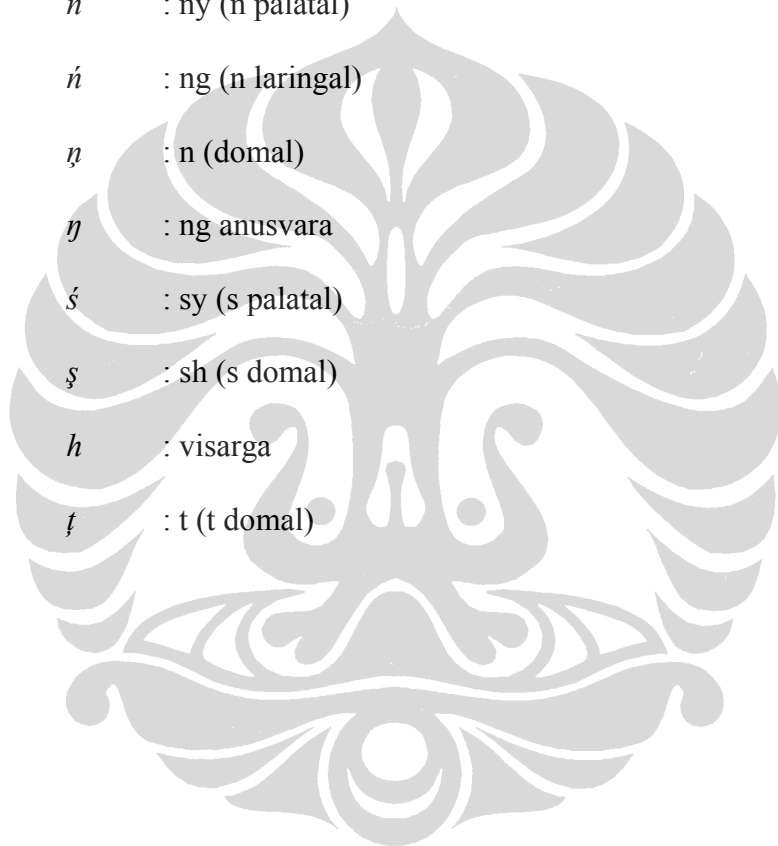 : ny (n palatal)
ń : ng (n laringal)
ņ : n (domal)
ŋ : ng anusvara
ś : sy (s palatal)
ş : sh (s domal)
h : visarga
ţ : t (t domal)